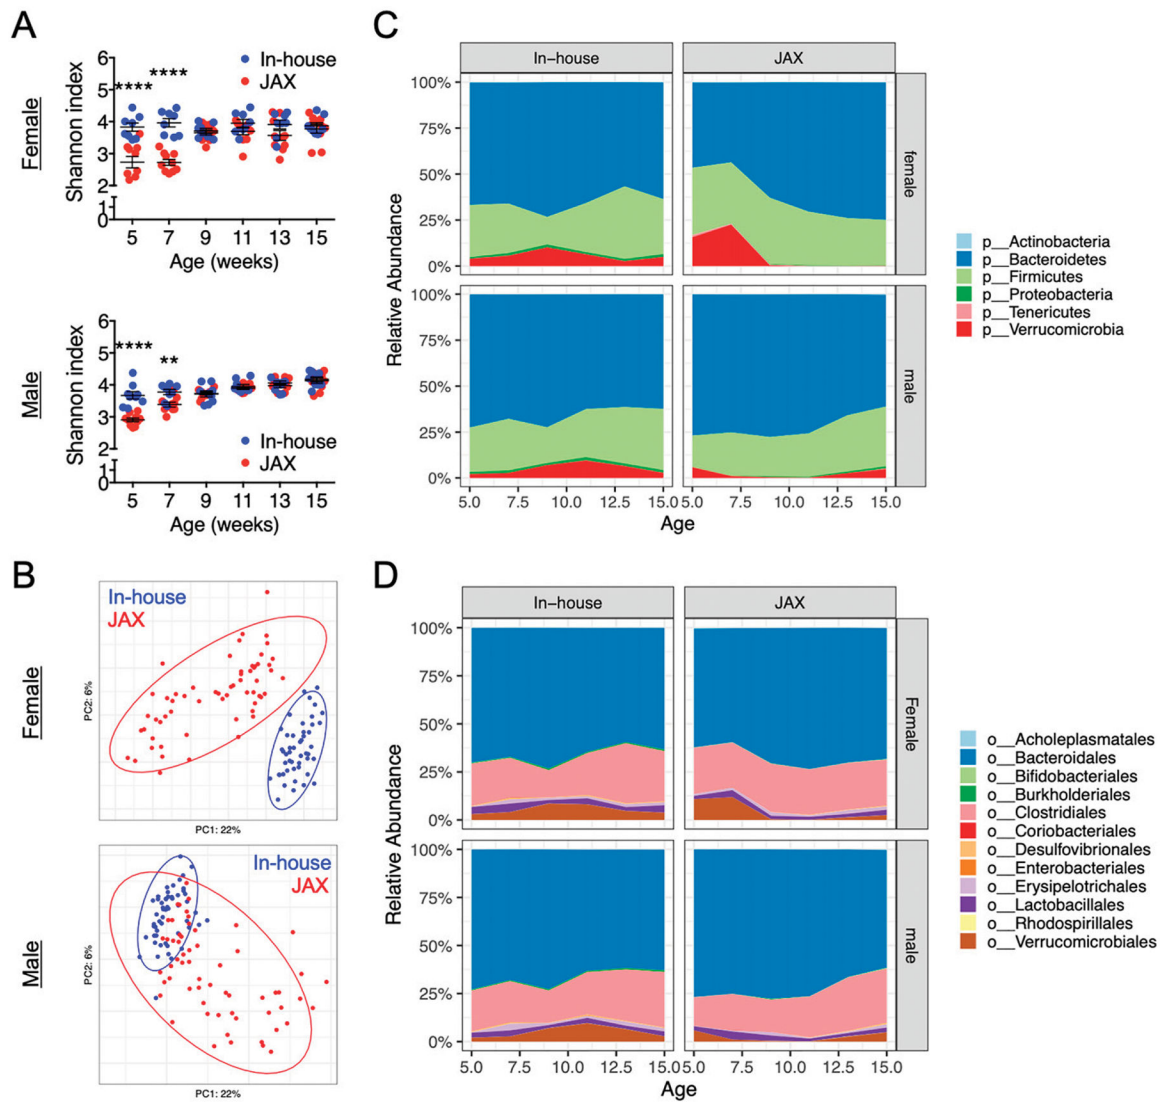 A
Female
Shannon index
6
5
4
3
2
1
0
****
****
In-house
JAX
5 7 9 11 13 15
Age (weeks)
Male
Shannon index
6
5
4
3
2
1
0
****
**
In-house
JAX
5 7 9 11 13 15
Age (weeks)
B
Female
In-house
JAX
PC2: 6%
PC1: 22%
Male
In-house
JAX
PC2: 6%
PC1: 22%
C
In-house JAX
Relative Abundance
100%
75%
50%
25%
0%
female
100%
75%
50%
25%
0%
male
5.0 7.5 10.0 12.5 15.0 5.0 7.5 10.0 12.5 15.0
Age
p__Actinobacteria
p__Bacteroidetes
p__Firmicutes
p__Proteobacteria
p__Tenericutes
p__Verrucomicrobia
D
In-house JAX
Relative Abundance
100%
75%
50%
25%
0%
Female
100%
75%
50%
25%
0%
male
5.0 7.5 10.0 12.5 15.0 5.0 7.5 10.0 12.5 15.0
Age
o__Acholeplasmatales
o__Bacteroidales
o__Bifidobacteriales
o__Burkholderiales
o__Clostridiales
o__Coriobacteriales
o__Desulfovibrionales
o__Enterobacteriales
o__Erysipelotrichales
o__Lactobacillales
o__Rhodospirillales
o__Verrucomicrobiales